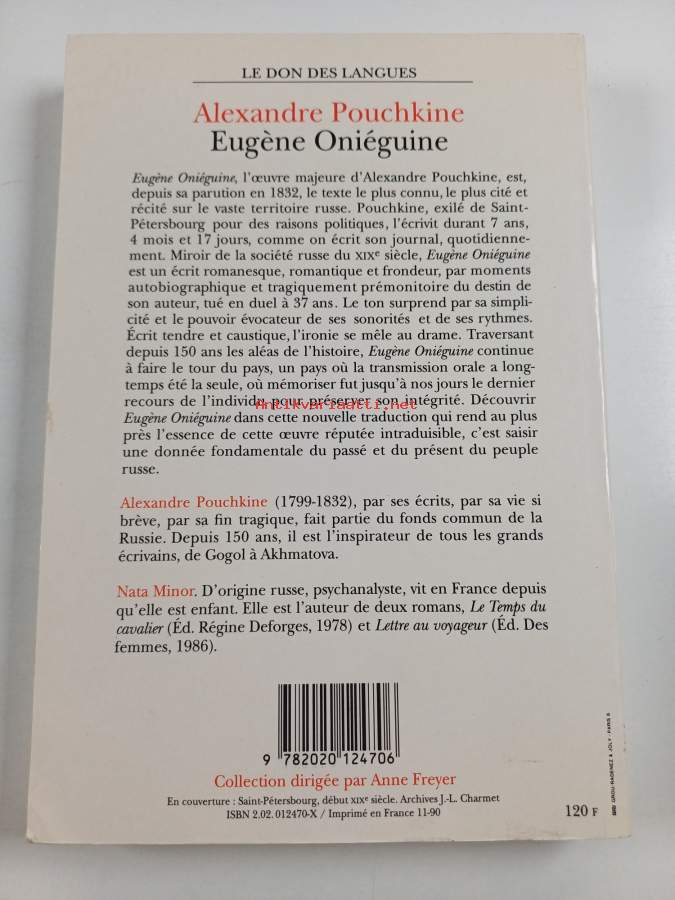 LE DON DES LANGUES
Alexandre Pouchkine
Eugène Oniéguine
Eugène Oniéguine, l'œuvre majeure d'Alexandre Pouchkine, est,
depuis sa parution en 1832, le texte le plus connu, le plus cité et
récité sur le vaste territoire russe. Pouchkine, exilé de Saint-
Pétersbourg pour des raisons politiques, l'écrivit durant 7 ans,
4 mois et 17 jours, comme on écrit son journal, quotidienne-
ment. Miroir de la société russe du XIXe siècle, Eugène Oniéguine
est un écrit romanesque, romantique et frondeur, par moments
autobiographique et tragiquement prémonitoire du destin de
son auteur, tué en duel à 37 ans. Le ton surprend par sa simpli-
cité et le pouvoir évocateur de ses sonorités et de ses rythmes.
Écrit tendre et caustique, l'ironie se mêle au drame. Traversant
depuis 150 ans les aléas de l'histoire, Eugène Oniéguine continue
à faire le tour du pays, un pays où la transmission orale a long-
temps été la seule, où mémoriser fut jusqu'à nos jours le dernier
recours de l'individu pour préserver son intégrité. Découvrir
Antikvariaatti.net
Eugène Oniéguine dans cette nouvelle traduction qui rend au plus
près l'essence de cette œuvre réputée intraduisible, c'est saisir
une donnée fondamentale du passé et du présent du peuple
russe.
Alexandre Pouchkine (1799-1832), par ses écrits, par sa vie si
brève, par sa fin tragique, fait partie du fonds commun de la
Russie. Depuis 150 ans, il est l'inspirateur de tous les grands
écrivains, de Gogol à Akhmatova.
Nata Minor. D'origine russe, psychanalyste, vit en France depuis
qu'elle est enfant. Elle est l'auteur de deux romans, Le Temps du
cavalier (Éd. Régine Deforges, 1978) et Lettre au voyageur (Éd. Des
femmes, 1986).
9 782020 124706
Collection dirigée par Anne Freyer
En couverture : Saint-Pétersbourg, début XIXe siècle. Archives J.-L. Charmet
ISBN 2.02.012470-X / Imprimé en France 11-90
120 F
GROU-RADENEZ & JOLY - PARIS 6